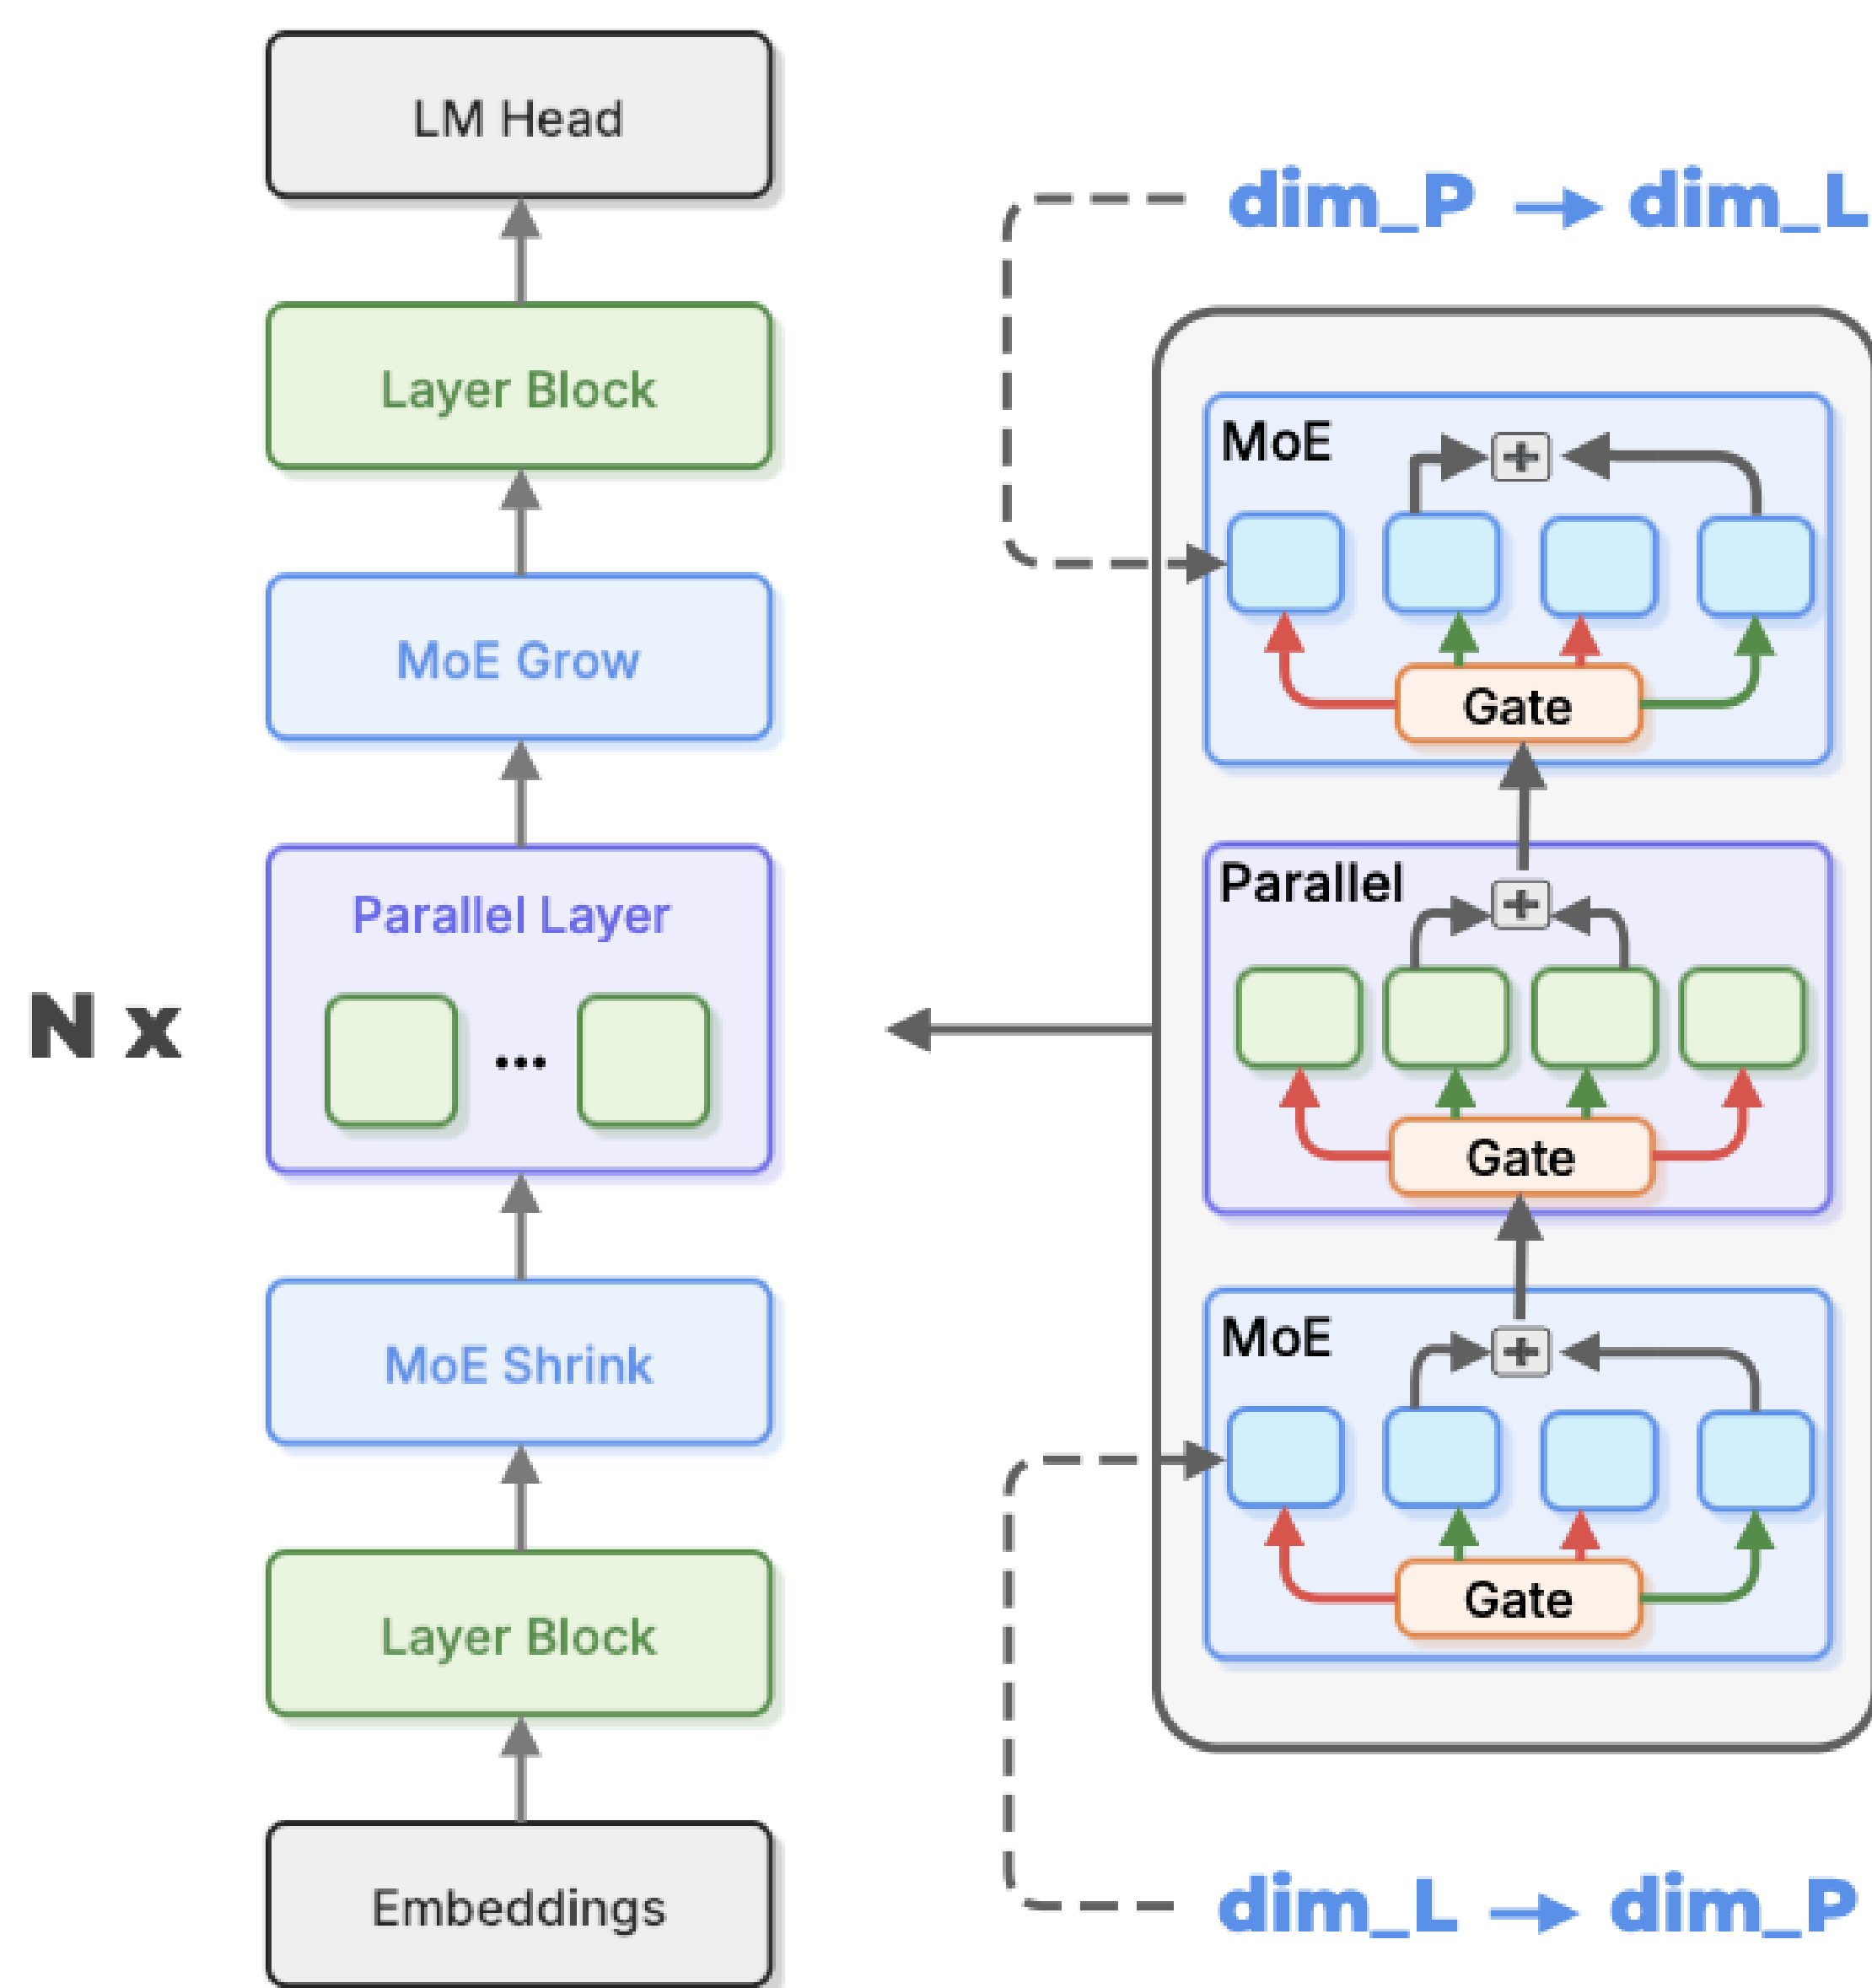 LM Head
Layer Block
MoE Grow
Parallel Layer
...
N x
MoE Shrink
Layer Block
Embeddings
dim_P → dim_L
MoE
+
Gate
Parallel
+
Gate
MoE
+
Gate
dim_L → dim_P